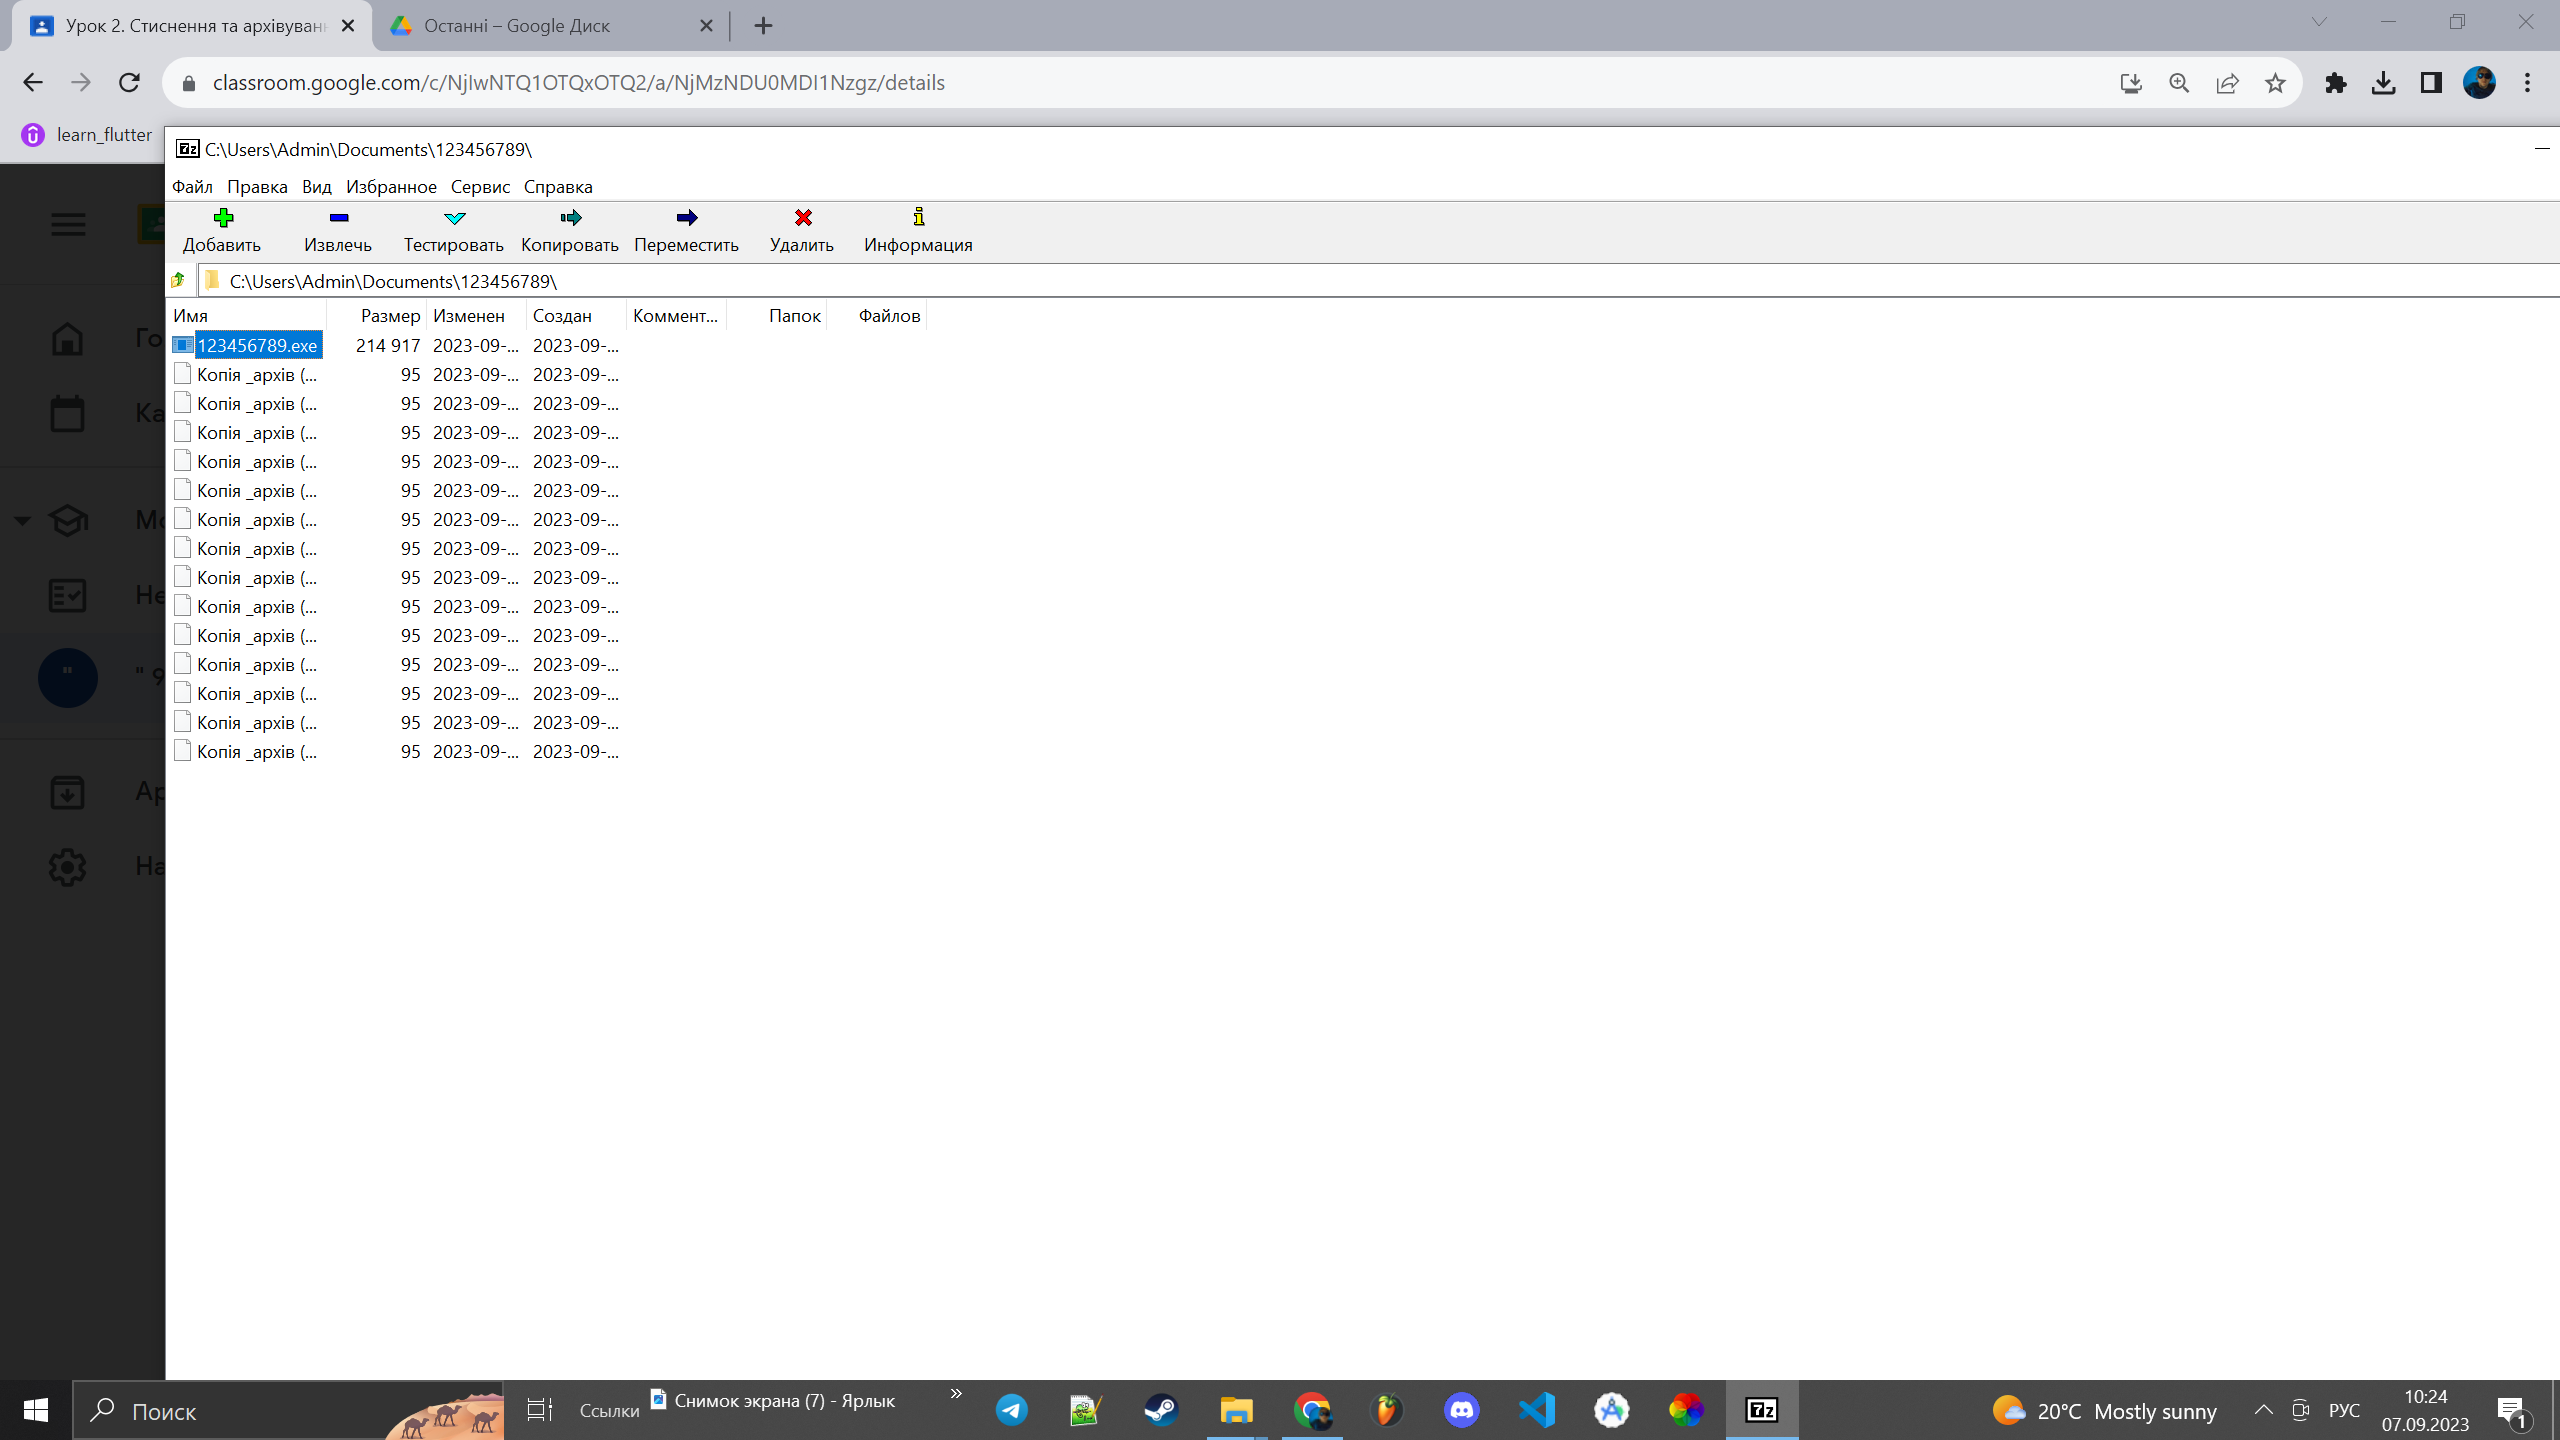 Урок 2. Стиснення та архівуван
Останні – Google Диск
classroom.google.com/c/NjIwNTQ1OTQxOTQ2/a/NjMzNDU0MDI1Nzgz/details
learn_flutter
C:\Users\Admin\Documents\123456789\
Файл Правка Вид Избранное Сервис Справка
Добавить Извлечь Тестировать Копировать Переместить Удалить Информация
C:\Users\Admin\Documents\123456789\
Имя Размер Изменен Создан Коммент... Папок Файлов
123456789.exe 214 917 2023-09-... 2023-09-...
Копія _архів (... 95 2023-09-... 2023-09-...
Копія _архів (... 95 2023-09-... 2023-09-...
Копія _архів (... 95 2023-09-... 2023-09-...
Копія _архів (... 95 2023-09-... 2023-09-...
Копія _архів (... 95 2023-09-... 2023-09-...
Копія _архів (... 95 2023-09-... 2023-09-...
Копія _архів (... 95 2023-09-... 2023-09-...
Копія _архів (... 95 2023-09-... 2023-09-...
Копія _архів (... 95 2023-09-... 2023-09-...
Копія _архів (... 95 2023-09-... 2023-09-...
Копія _архів (... 95 2023-09-... 2023-09-...
Копія _архів (... 95 2023-09-... 2023-09-...
Копія _архів (... 95 2023-09-... 2023-09-...
Копія _архів (... 95 2023-09-... 2023-09-...
Го
Ка
Мо
Не
" " 9
Ар
На
Поиск
Ссылки
Снимок экрана (7) - Ярлык
20°C Mostly sunny
РУС
10:24
07.09.2023
1